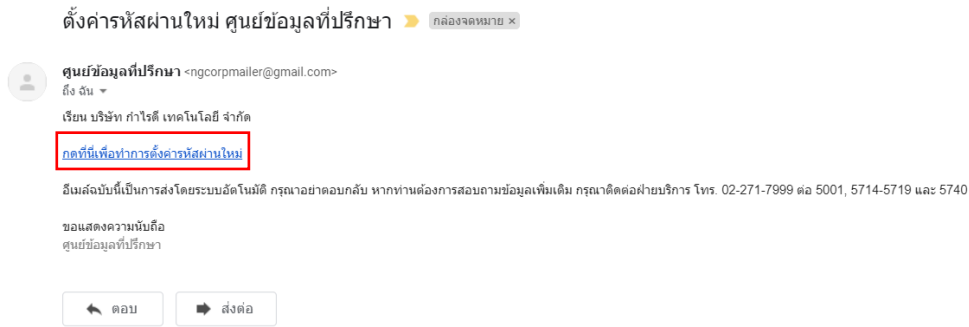 ตั้งค่ารหัสผ่านใหม่ ศูนย์ข้อมูลที่ปรึกษา กล่องจดหมาย ×
ศูนย์ข้อมูลที่ปรึกษา <ngcorpmailer@gmail.com>
ถึง ฉัน
เรียน บริษัท กำไรดี เทคโนโลยี จำกัด
กดที่นี่เพื่อทำการตั้งค่ารหัสผ่านใหม่
อีเมล์ฉบับนี้เป็นการส่งโดยระบบอัตโนมัติ กรุณาอย่าตอบกลับ หากท่านต้องการสอบถามข้อมูลเพิ่มเติม กรุณาติดต่อฝ่ายบริการ โทร. 02-271-7999 ต่อ 5001, 5714-5719 และ 5740
ขอแสดงความนับถือ
ศูนย์ข้อมูลที่ปรึกษา
ตอบ ส่งต่อ